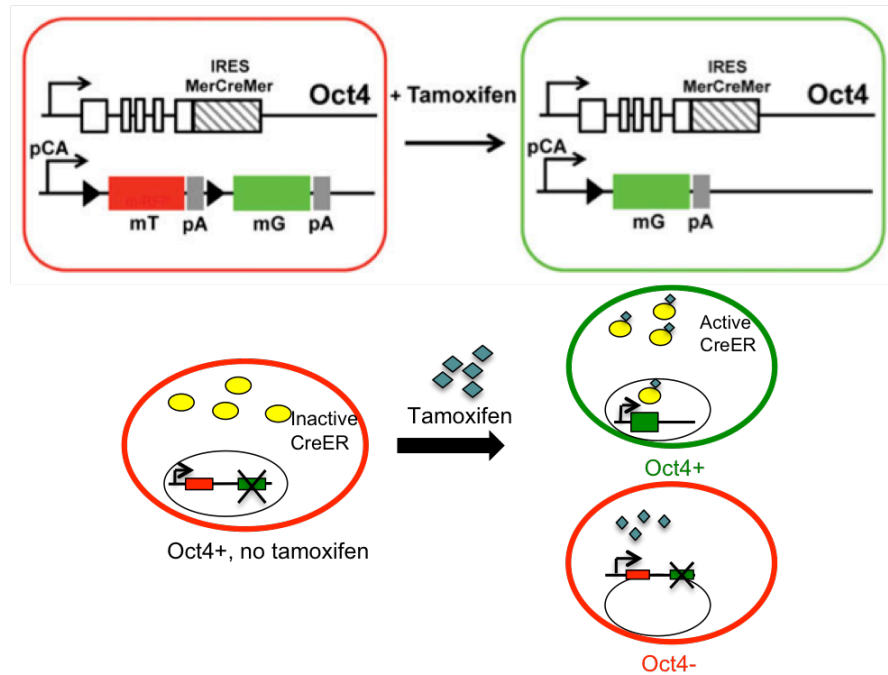 IRES
MerCreMer
Oct4
pCA
mT
pA
mG
pA
+ Tamoxifen
IRES
MerCreMer
Oct4
pCA
mG
pA
Inactive
CreER
Oct4+, no tamoxifen
Tamoxifen
Active
CreER
Oct4+
Oct4-